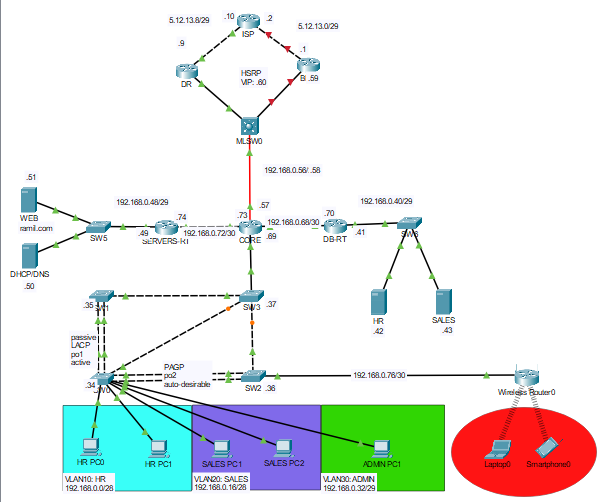 5.12.13.8/29
.10
.2
5.12.13.0/29
ISP
.9
.1
HSRP
VIP: .60
DR
.59
MLSW0
.51
192.168.0.56/ .58
WEB
ramil.com
192.168.0.48/29
.74
.73
.57
.70
192.168.0.40/29
192.168.0.68/30
SW5
.49
SERVERS-RT
192.168.0.72/30
CORE
.69
DB-RT
.41
DHCP/DNS
.50
.35
SW3
.37
HR
.42
SALES
.43
passive
LACP
po1
active
PAGP
po2
auto-desirable
.34
SW0
SW2
.36
192.168.0.76/30
Wireless Router0
HR PC0
HR PC1
SALES PC1
SALES PC2
ADMIN PC1
Laptop0
Smartphone0
VLAN10: HR
192.168.0.0/28
VLAN20: SALES
192.168.0.16/28
VLAN30: ADMIN
192.168.0.32/29